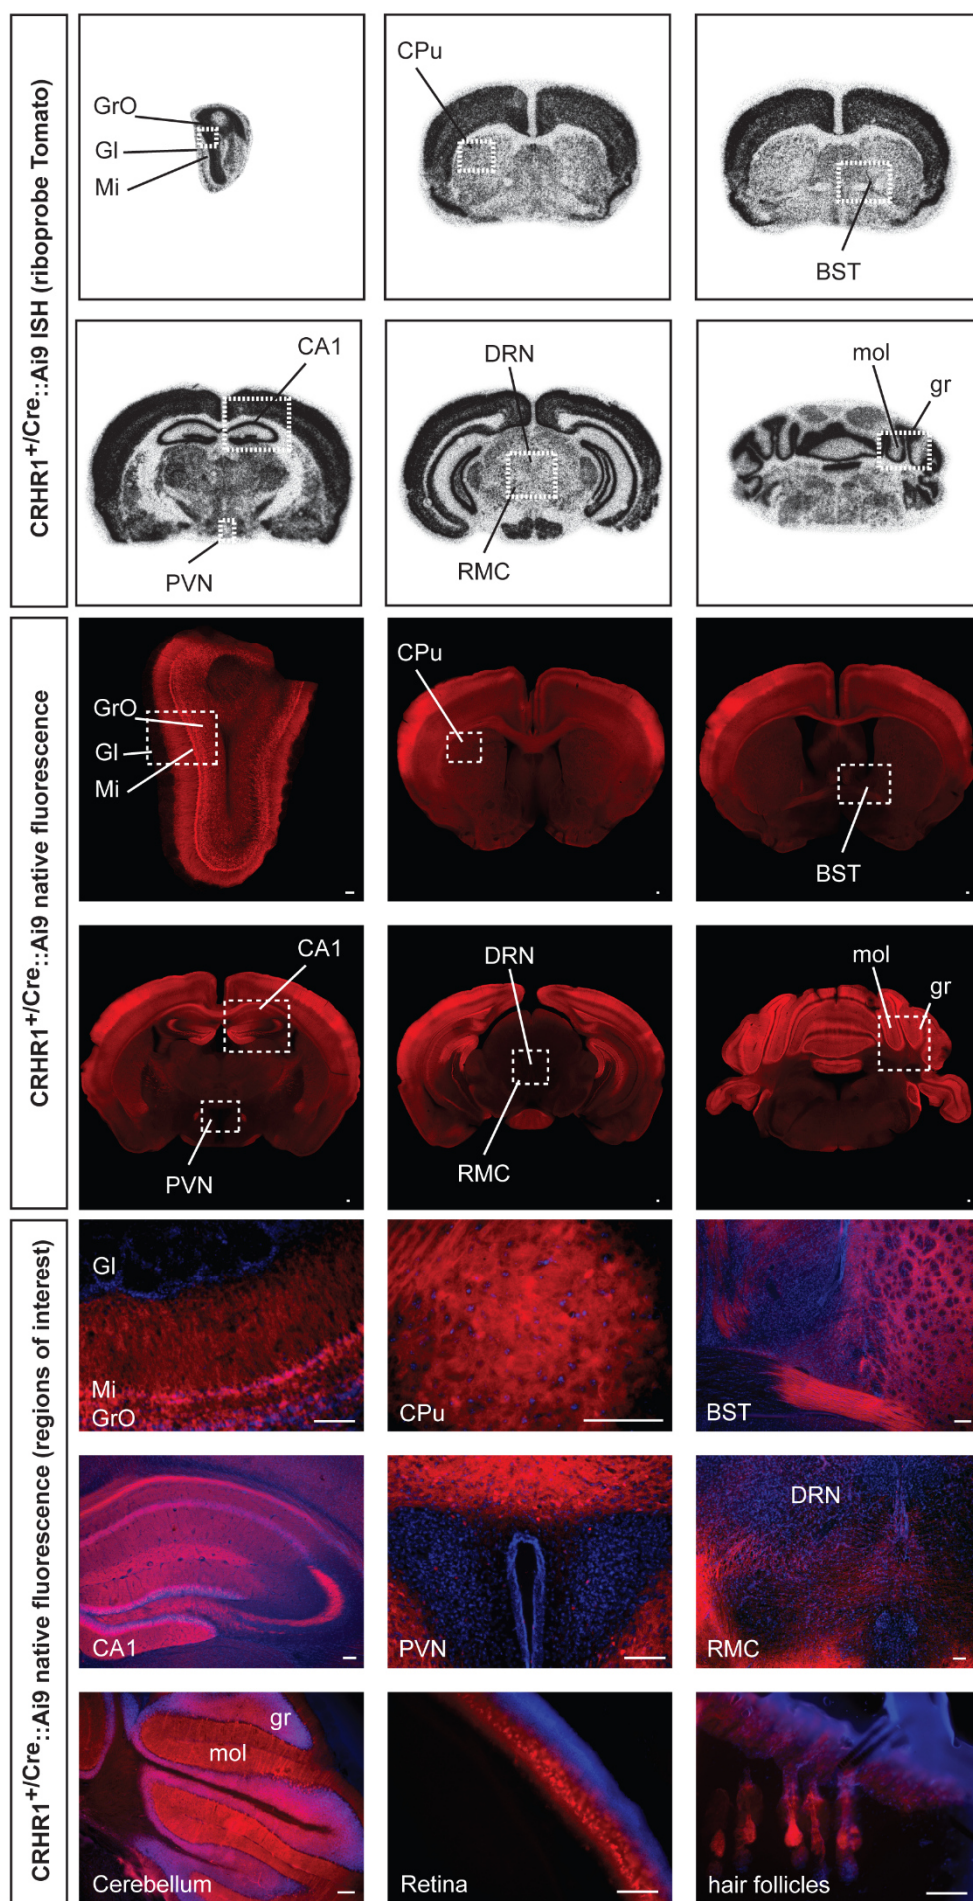 CRHR1+/Cre::Ai9 ISH (riboprobe Tomato)
GrO
Gl
Mi
CPu
BST
CA1
PVN
DRN
RMC
mol
gr
CRHR1+/Cre::Ai9 native fluorescence
GrO
Gl
Mi
CPu
BST
CA1
PVN
DRN
RMC
mol
gr
CRHR1+/Cre::Ai9 native fluorescence (regions of interest)
Gl
Mi
GrO
CPu
BST
CA1
PVN
DRN
RMC
gr
mol
Cerebellum
Retina
hair follicles